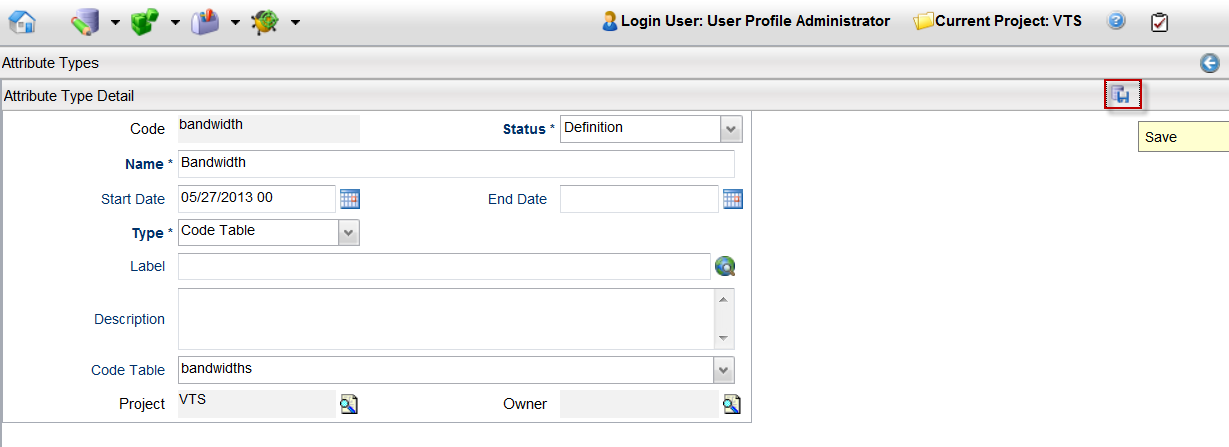 Login User: User Profile Administrator Current Project: VTS
Attribute Types
Attribute Type Detail
Code bandwidth Status * Definition
Save
Name * Bandwidth
Start Date 05/27/2013 00 End Date
Type * Code Table
Label
Description
Code Table bandwidths
Project VTS Owner